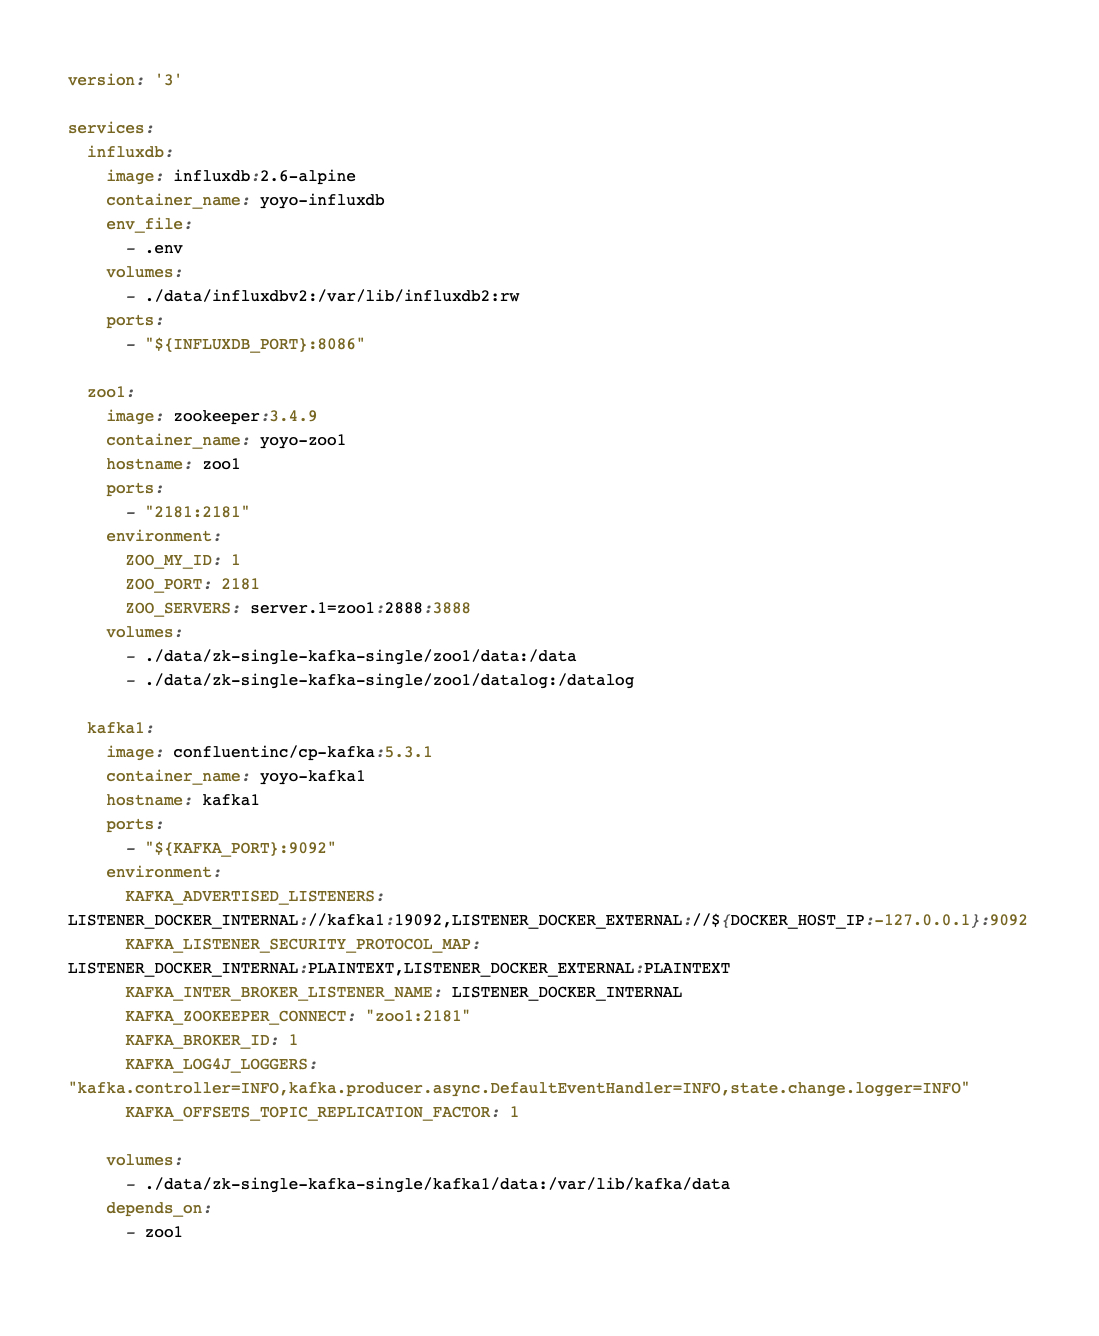 version: '3'

services:
  influxdb:
    image: influxdb:2.6-alpine
    container_name: yoyo-influxdb
    env_file:
      - .env
    volumes:
      - ./data/influxdbv2:/var/lib/influxdb2:rw
    ports:
      - "${INFLUXDB_PORT}:8086"

  zoo1:
    image: zookeeper:3.4.9
    container_name: yoyo-zoo1
    hostname: zoo1
    ports:
      - "2181:2181"
    environment:
      ZOO_MY_ID: 1
      ZOO_PORT: 2181
      ZOO_SERVERS: server.1=zoo1:2888:3888
    volumes:
      - ./data/zk-single-kafka-single/zoo1/data:/data
      - ./data/zk-single-kafka-single/zoo1/datalog:/datalog

  kafka1:
    image: confluentinc/cp-kafka:5.3.1
    container_name: yoyo-kafka1
    hostname: kafka1
    ports:
      - "${KAFKA_PORT}:9092"
    environment:
      KAFKA_ADVERTISED_LISTENERS:
LISTENER_DOCKER_INTERNAL://kafka1:19092,LISTENER_DOCKER_EXTERNAL://${DOCKER_HOST_IP:-127.0.0.1}:9092
      KAFKA_LISTENER_SECURITY_PROTOCOL_MAP:
LISTENER_DOCKER_INTERNAL:PLAINTEXT,LISTENER_DOCKER_EXTERNAL:PLAINTEXT
      KAFKA_INTER_BROKER_LISTENER_NAME: LISTENER_DOCKER_INTERNAL
      KAFKA_ZOOKEEPER_CONNECT: "zoo1:2181"
      KAFKA_BROKER_ID: 1
      KAFKA_LOG4J_LOGGERS:
"kafka.controller=INFO,kafka.producer.async.DefaultEventHandler=INFO,state.change.logger=INFO"
      KAFKA_OFFSETS_TOPIC_REPLICATION_FACTOR: 1

    volumes:
      - ./data/zk-single-kafka-single/kafka1/data:/var/lib/kafka/data
    depends_on:
      - zoo1